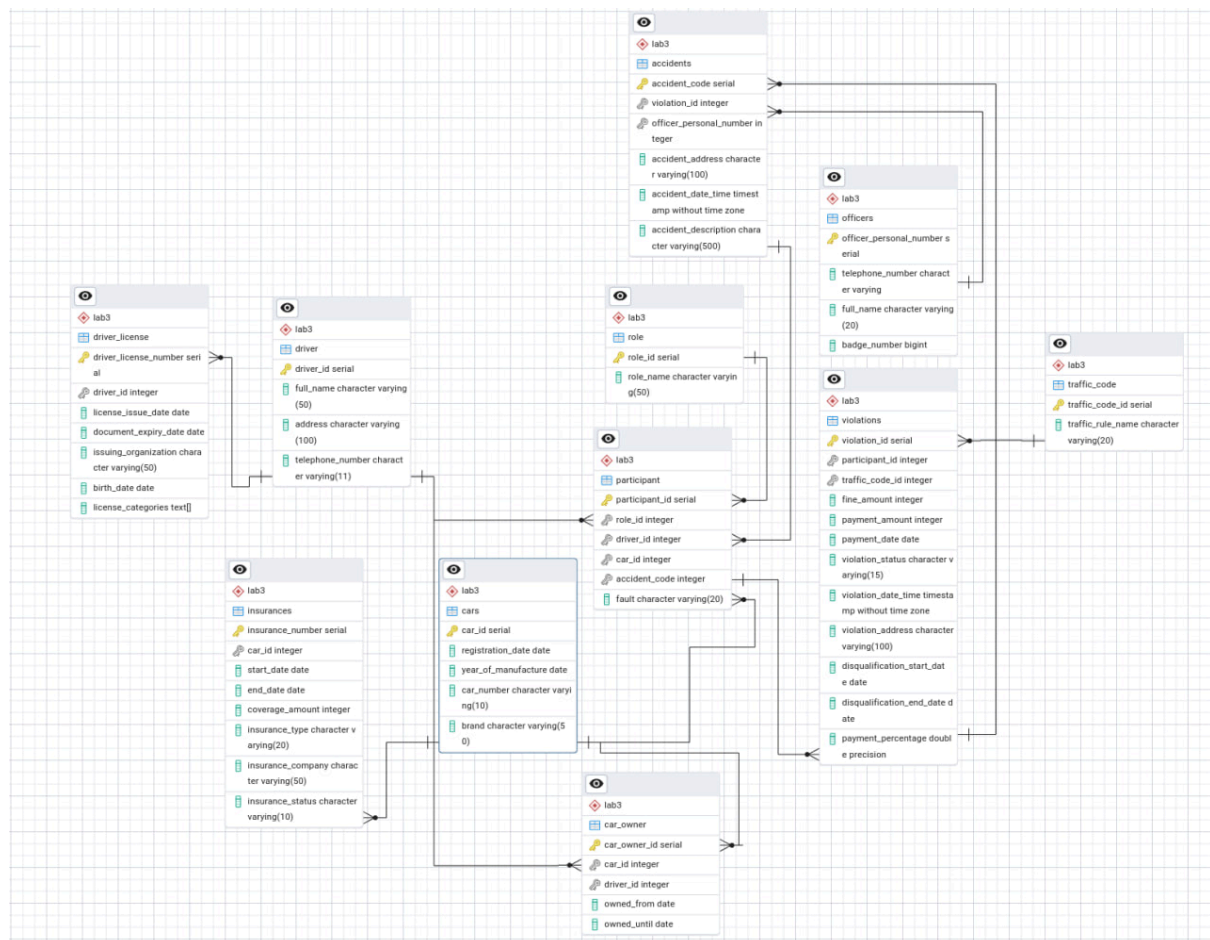 lab3
accidents
accident_code serial
violation_id integer
officer_personal_number in
teger
accident_address characte
r varying(100)
accident_date_time timest
amp without time zone
accident_description chara
cter varying(500)
lab3
officers
officer_personal_number s
erial
telephone_number charact
er varying
full_name character varying
(20)
badge_number bigint
lab3
driver_license
driver_license_number seri
al
driver_id integer
license_issue_date date
document_expiry_date date
issuing_organization chara
cter varying(50)
birth_date date
license_categories text[]
lab3
driver
driver_id serial
full_name character varying
(50)
address character varying
(100)
telephone_number charact
er varying(11)
lab3
role
role_id serial
role_name character varyin
g(50)
lab3
traffic_code
traffic_code_id serial
traffic_rule_name character
varying(20)
lab3
violations
violation_id serial
participant_id integer
traffic_code_id integer
fine_amount integer
payment_amount integer
payment_date date
violation_status character v
arying(15)
violation_date_time timesta
mp without time zone
violation_address character
varying(100)
disqualification_start_dat
e date
disqualification_end_date d
ate
payment_percentage doubl
e precision
lab3
participant
participant_id serial
role_id integer
driver_id integer
car_id integer
accident_code integer
fault character varying(20)
lab3
insurances
insurance_number serial
car_id integer
start_date date
end_date date
coverage_amount integer
insurance_type character v
arying(20)
insurance_company charac
ter varying(50)
insurance_status character
varying(10)
lab3
cars
car_id serial
registration_date date
year_of_manufacture date
car_number character varyi
ng(10)
brand character varying(5
0)
lab3
car_owner
car_owner_id serial
car_id integer
driver_id integer
owned_from date
owned_until date